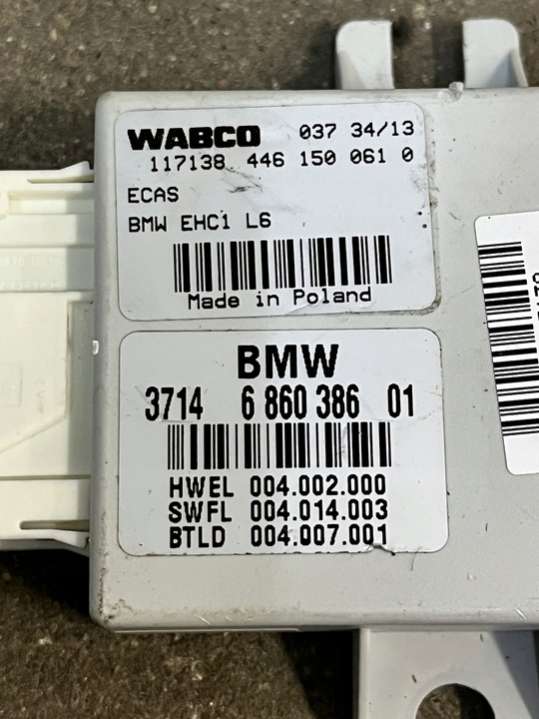 WABCO 037 34/13
117138 446 150 061 0
ECAS
BMW EHC1 L6
Made in Poland
BMW
3714 6 860 386 01
HWEL 004.002.000
SWFL 004.014.003
BTLD 004.007.001